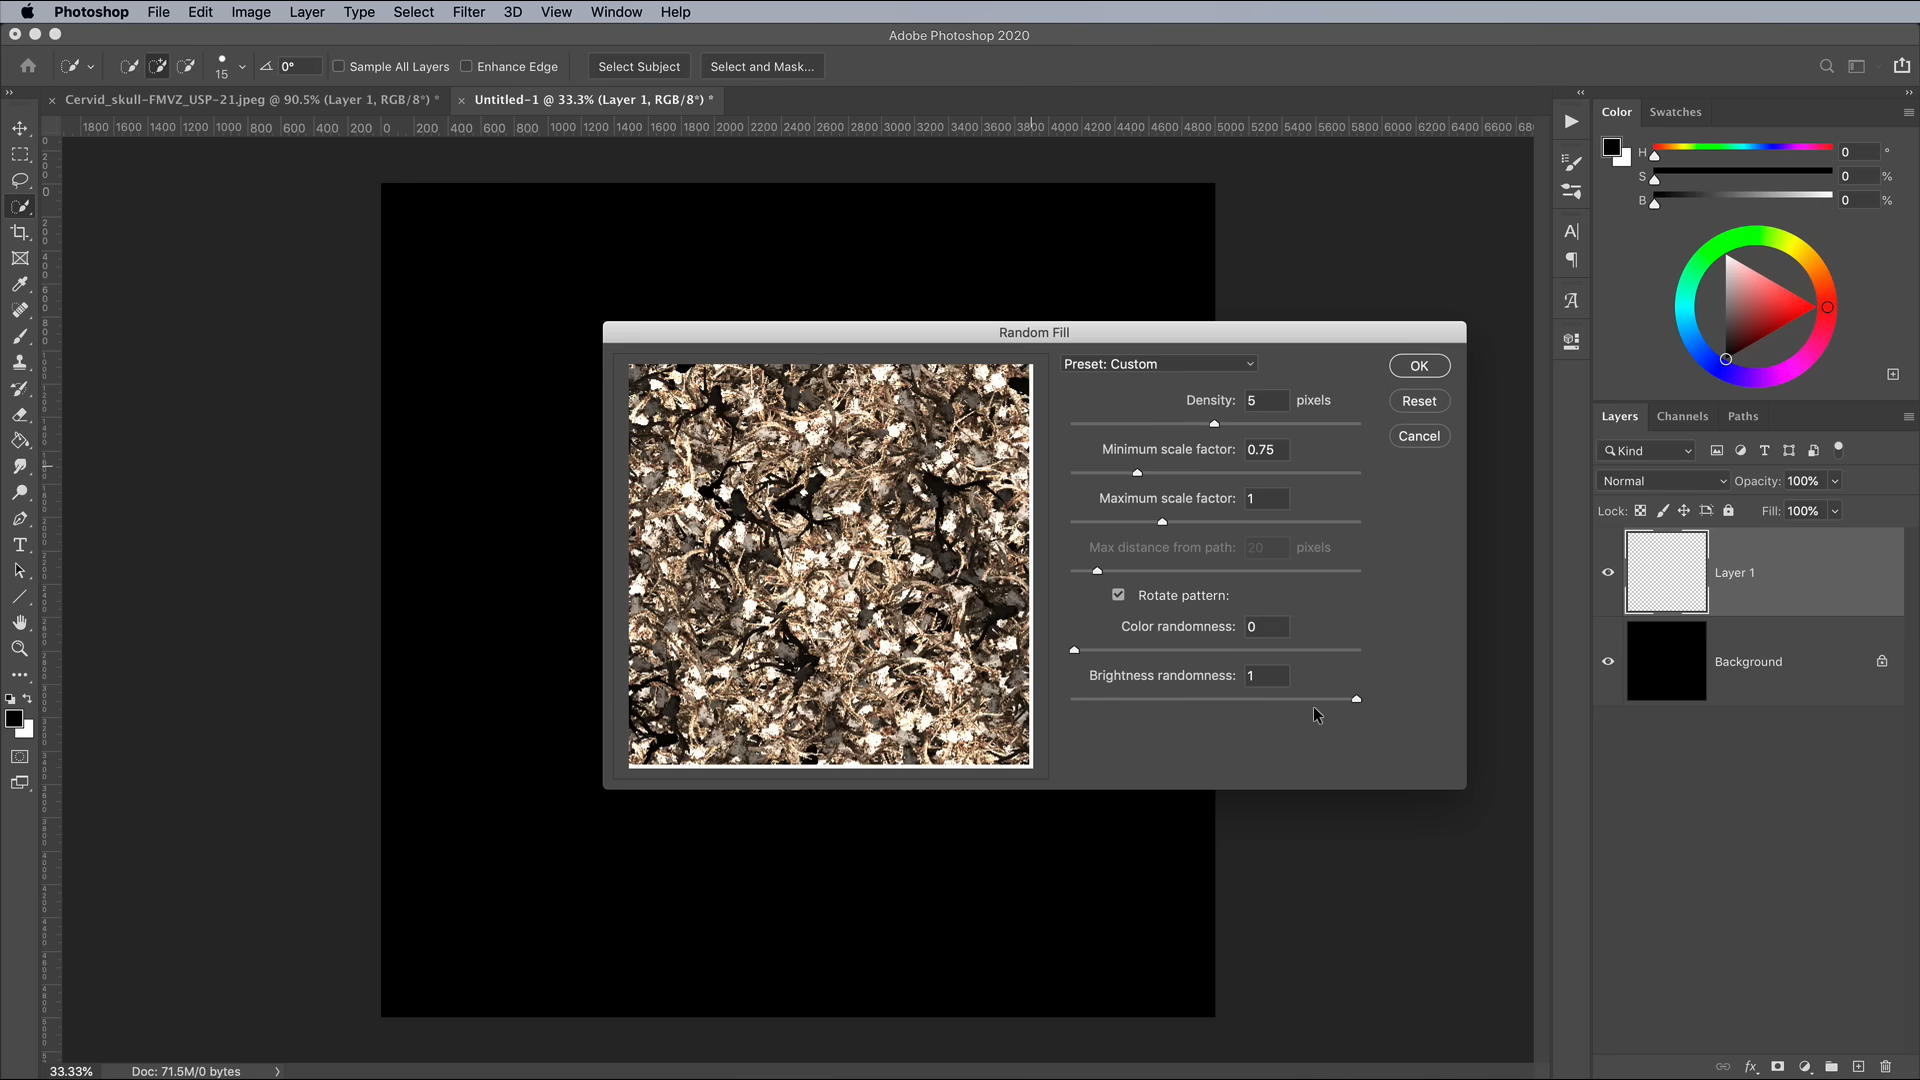 Photoshop File Edit Image Layer Type Select Filter 3D View Window Help
Adobe Photoshop 2020
15 0° Sample All Layers Enhance Edge Select Subject Select and Mask...
Cervid_skull-FMVZ_USP-21.jpeg @ 90.5% (Layer 1, RGB/8*) * Untitled-1 @ 33.3% (Layer 1, RGB/8*) *
1800 1600 1400 1200 1000 800 600 400 200 0 200 400 600 800 1000 1200 1400 1600 1800 2000 2200 2400 2600 2800 3000 3200 3400 3600 3800 4000 4200 4400 4600 4800 5000 5200 5400 5600 5800 6000 6200 6400 6600
Color Swatches
H 0 °
S 0 %
B 0 %
Random Fill
Preset: Custom OK
Density: 5 pixels Reset
Minimum scale factor: 0.75 Cancel
Maximum scale factor: 1
Max distance from path: 20 pixels
Rotate pattern:
Color randomness: 0
Brightness randomness: 1
Layers Channels Paths
Kind
Normal Opacity: 100%
Lock: Fill: 100%
Layer 1
Background
33.33% Doc: 71.5M/0 bytes